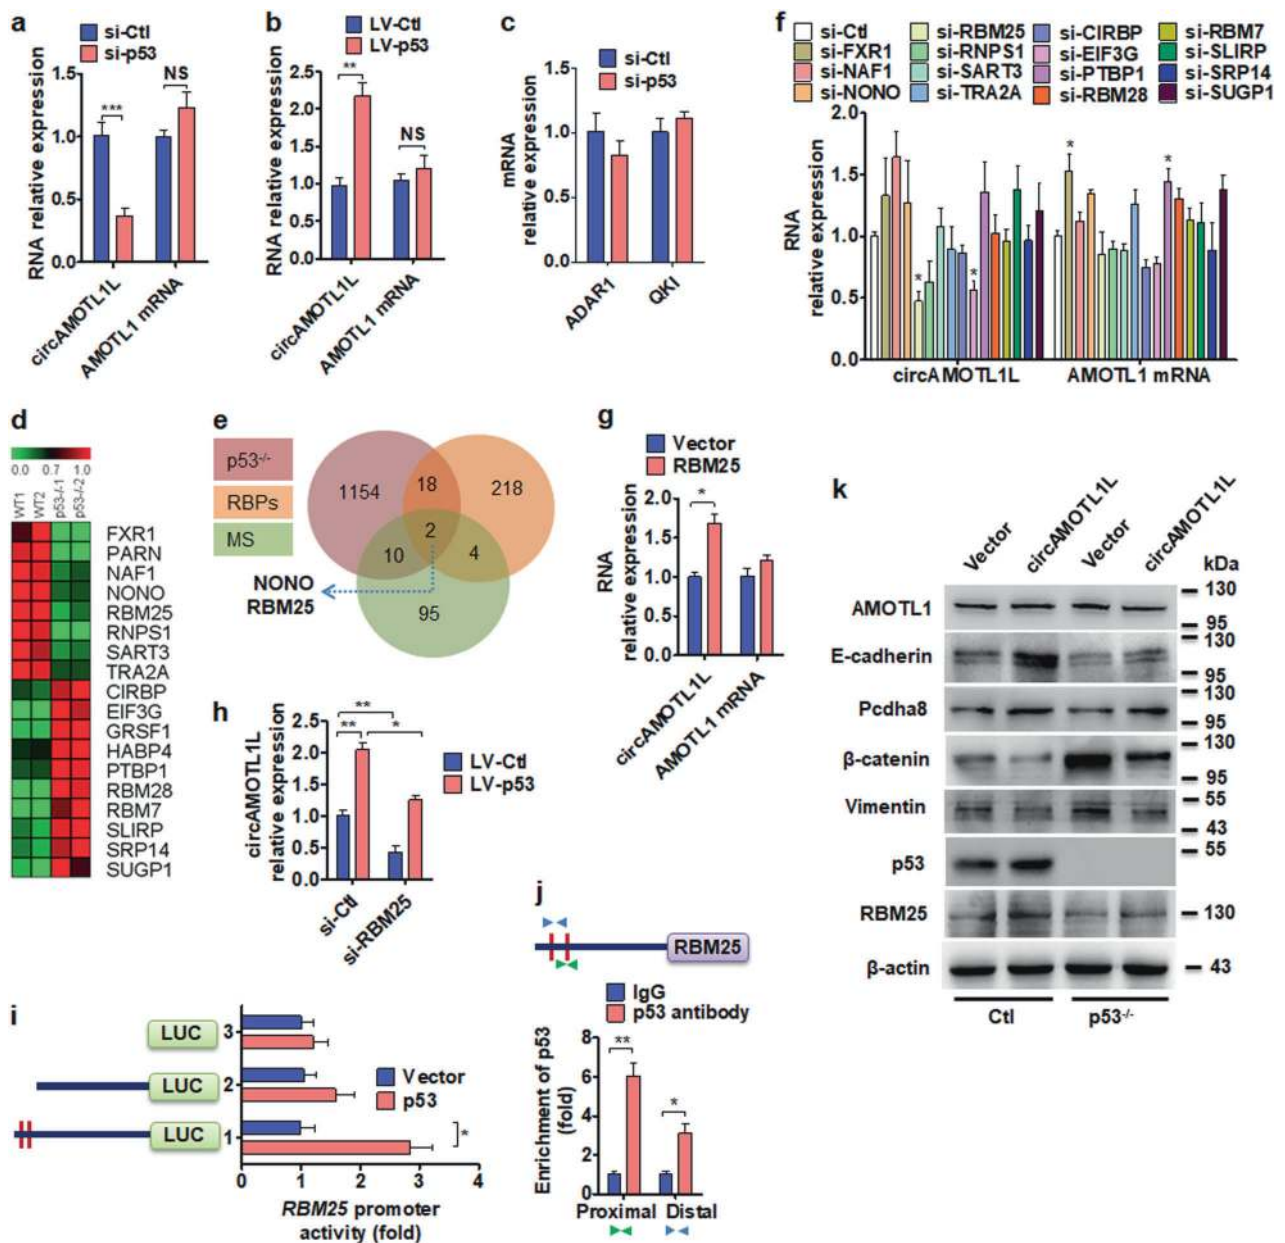 a
si-Ctl
si-p53
RNA relative expression
1.5
1.0
0.5
0.0
***
NS
circAMOTL1L
AMOTL1 mRNA
b
LV-Ctl
LV-p53
RNA relative expression
2.5
2.0
1.5
1.0
0.5
0.0
**
NS
circAMOTL1L
AMOTL1 mRNA
c
si-Ctl
si-p53
mRNA
relative expression
1.5
1.0
0.5
0.0
ADAR1
QKI
f
si-Ctl
si-FXR1
si-NAF1
si-NONO
si-RBM25
si-RNPS1
si-SART3
si-TRA2A
si-CIRBP
si-EIF3G
si-PTBP1
si-RBM28
si-RBM7
si-SLIRP
si-SRP14
si-SUGP1
RNA
relative expression
2.0
1.5
1.0
0.5
0.0
*
*
*
*
circAMOTL1L
AMOTL1 mRNA
d
0.0 0.7 1.0
WT1
WT2
p53-/-1
p53-/-2
FXR1
PARN
NAF1
NONO
RBM25
RNPS1
SART3
TRA2A
CIRBP
EIF3G
GRSF1
HABP4
PTBP1
RBM28
RBM7
SLIRP
SRP14
SUGP1
e
p53-/-
RBPs
MS
1154
18
218
2
10
4
95
NONO
RBM25
g
Vector
RBM25
RNA
relative expression
2.0
1.5
1.0
0.5
0.0
*
circAMOTL1L
AMOTL1 mRNA
h
circAMOTL1L
relative expression
2.5
2.0
1.5
1.0
0.5
0.0
**
**
*
LV-Ctl
LV-p53
si-Ctl
si-RBM25
i
LUC
3
LUC
2
LUC
1
Vector
p53
*
0 1 2 3 4
RBM25 promoter
activity (fold)
j
RBM25
IgG
p53 antibody
Enrichment of p53
(fold)
8
6
4
2
0
**
*
Proximal
Distal
k
Vector
circAMOTL1L
Vector
circAMOTL1L
kDa
AMOTL1
130
95
E-cadherin
130
95
Pcdha8
130
95
β-catenin
130
95
Vimentin
55
43
p53
55
RBM25
130
β-actin
43
Ctl
p53-/-